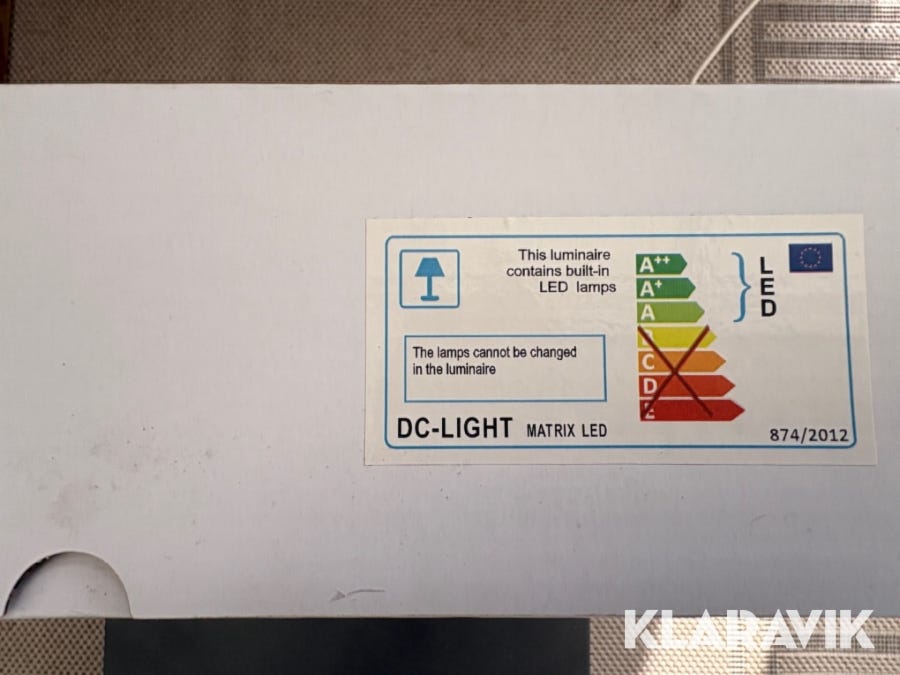 This luminaire
contains built-in
LED lamps
A++
A+
A
B
C
D
E
LED
The lamps cannot be changed
in the luminaire
DC-LIGHT MATRIX LED
874/2012
KLARAVIK